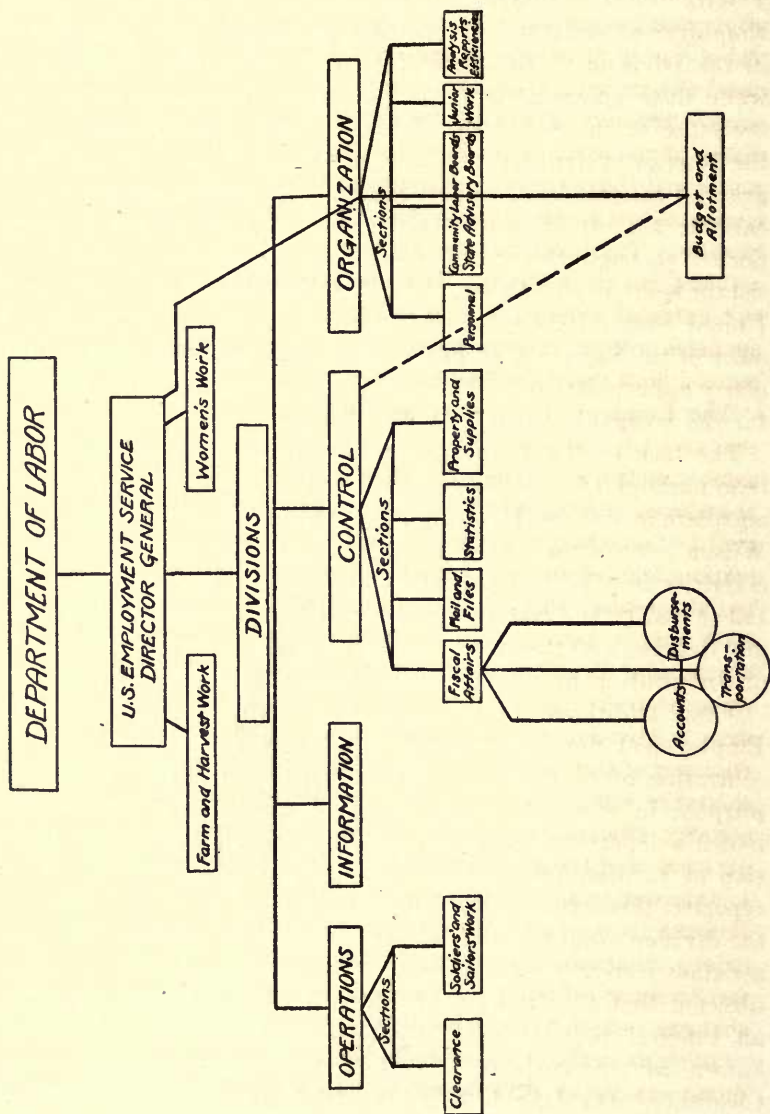 DEPARTMENT OF LABOR
U.S. EMPLOYMENT SERVICE
DIRECTOR GENERAL
Farm and Harvest Work
Women's Work
DIVISIONS
OPERATIONS
INFORMATION
CONTROL
ORGANIZATION
Sections
Sections
Sections
Clearance
Soldiers' and
Sailors' Work
Fiscal
Affairs
Mail and
Files
Statistics
Property and
Supplies
Personnel
Community Labor Boards
State Advisory Boards
Junior
Work
Analysis
Reports
Efficiencies
Accounts
Disburse-
ments
Trans-
portation
Budget and
Allotment